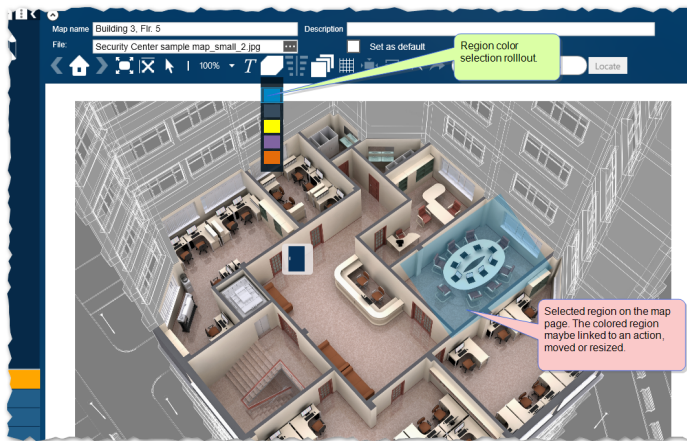 Map name Building 3, Flr. 5 Description
File: Security Center sample map_small_2.jpg ... Set as default
100% T Locate
Region color
selection rolllout.
Selected region on the map
page. The colored region
maybe linked to an action,
moved or resized.